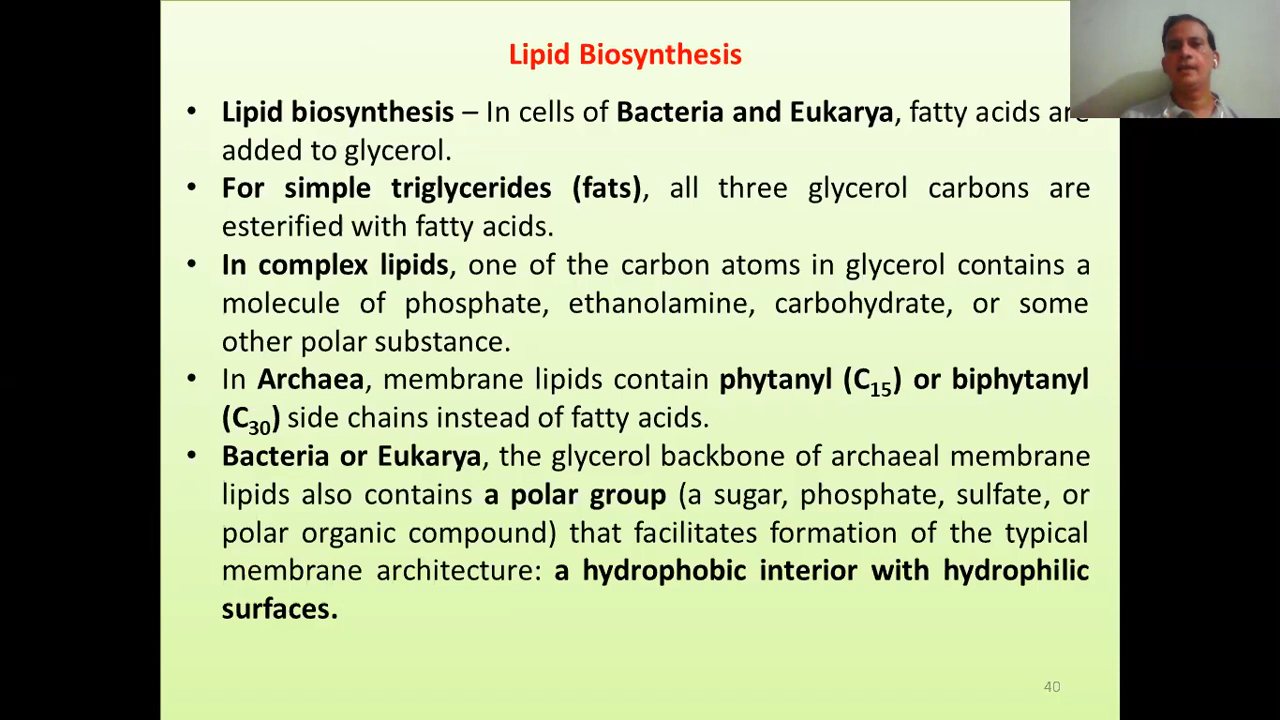 Lipid Biosynthesis
• Lipid biosynthesis – In cells of Bacteria and Eukarya, fatty acids are
added to glycerol.
• For simple triglycerides (fats), all three glycerol carbons are
esterified with fatty acids.
• In complex lipids, one of the carbon atoms in glycerol contains a
molecule of phosphate, ethanolamine, carbohydrate, or some
other polar substance.
• In Archaea, membrane lipids contain phytanyl (C15) or biphytanyl
(C30) side chains instead of fatty acids.
• Bacteria or Eukarya, the glycerol backbone of archaeal membrane
lipids also contains a polar group (a sugar, phosphate, sulfate, or
polar organic compound) that facilitates formation of the typical
membrane architecture: a hydrophobic interior with hydrophilic
surfaces.
40